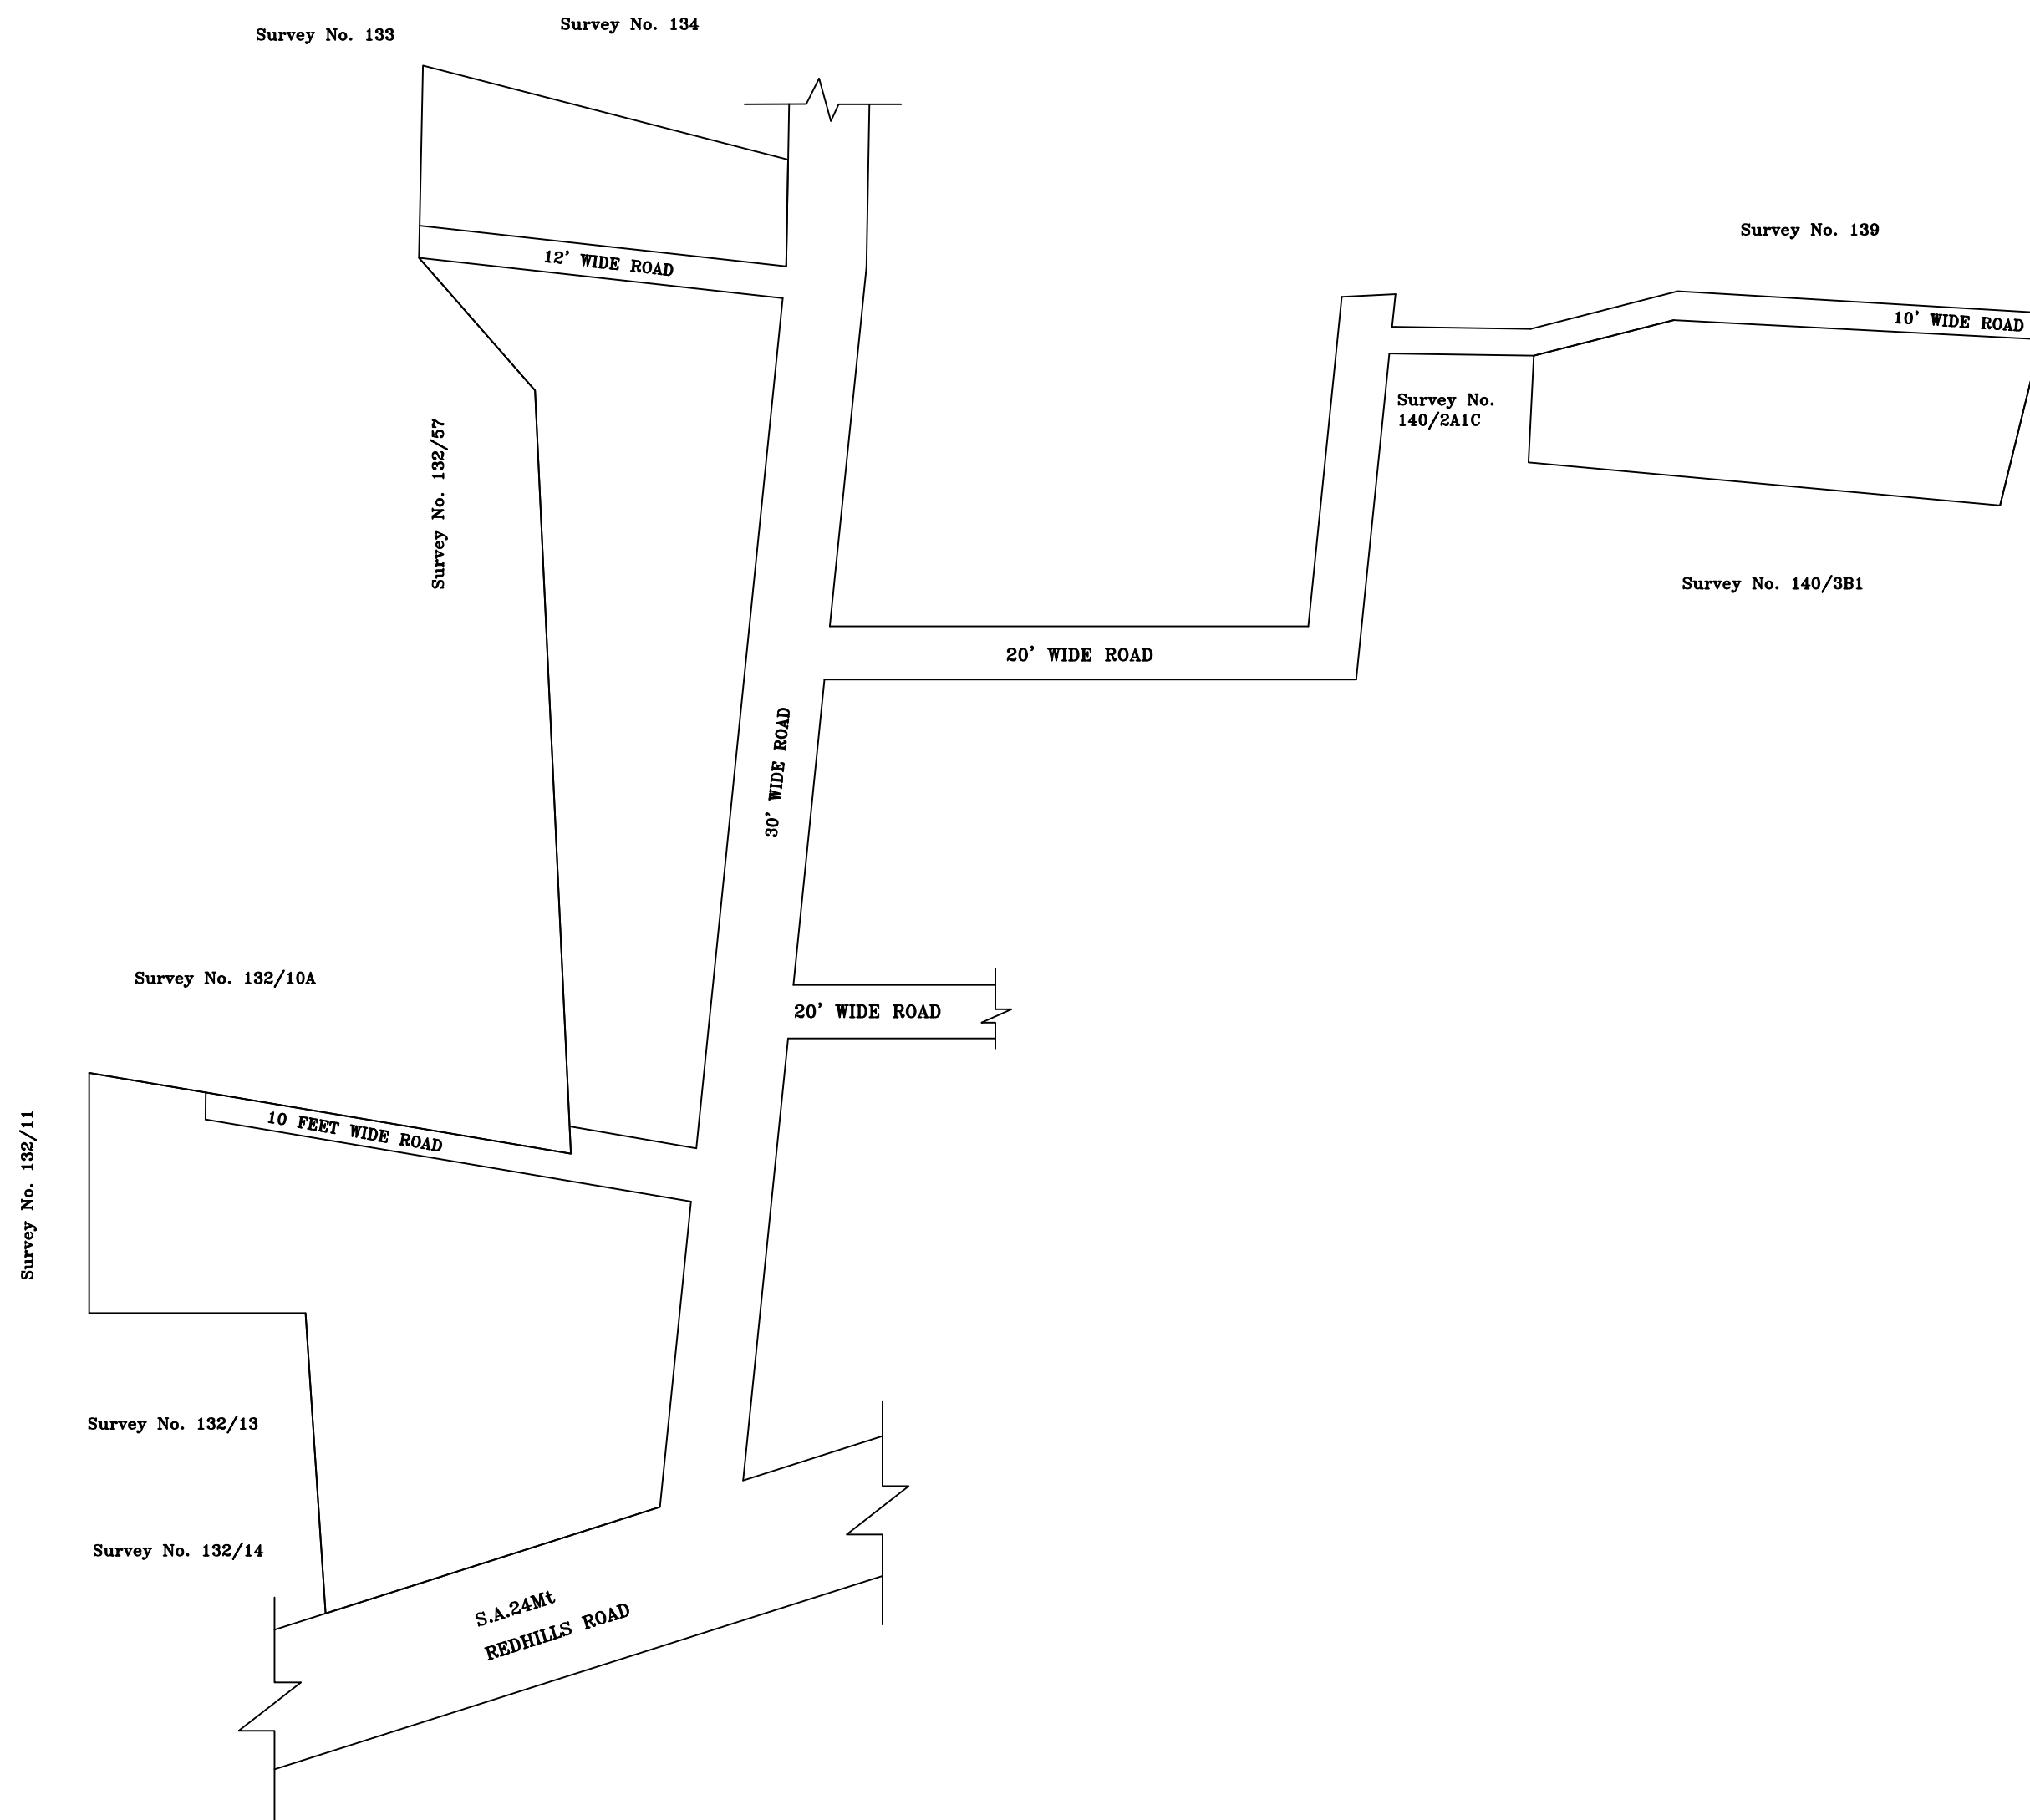 Survey No. 133
Survey No. 134
Survey No. 139
12' WIDE ROAD
10' WIDE ROAD
Survey No.
140/2A1C
Survey No. 132/57
Survey No. 140/3B1
20' WIDE ROAD
30' WIDE ROAD
Survey No. 132/10A
20' WIDE ROAD
10 FEET WIDE ROAD
Survey No. 132/11
Survey No. 132/13
Survey No. 132/14
S.A.24Mt
REDHILLS ROAD